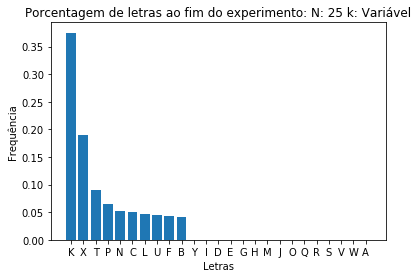 Porcentagem de letras ao fim do experimento: N: 25 k: Variável
Frequência
0.35
0.30
0.25
0.20
0.15
0.10
0.05
0.00
K X T P N C L U F B Y I D E G H M J O Q R S V W A
Letras